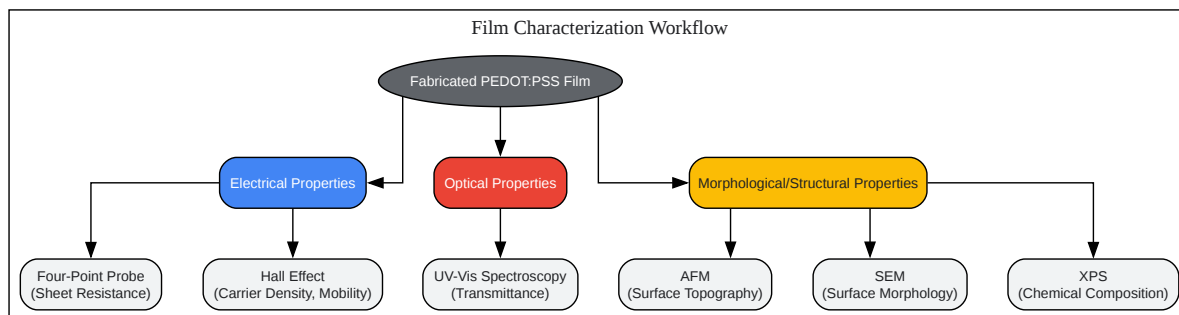 Film Characterization Workflow
Fabricated PEDOT:PSS Film
Electrical Properties
Optical Properties
Morphological/Structural Properties
Four-Point Probe
(Sheet Resistance)
Hall Effect
(Carrier Density, Mobility)
UV-Vis Spectroscopy
(Transmittance)
AFM
(Surface Topography)
SEM
(Surface Morphology)
XPS
(Chemical Composition)